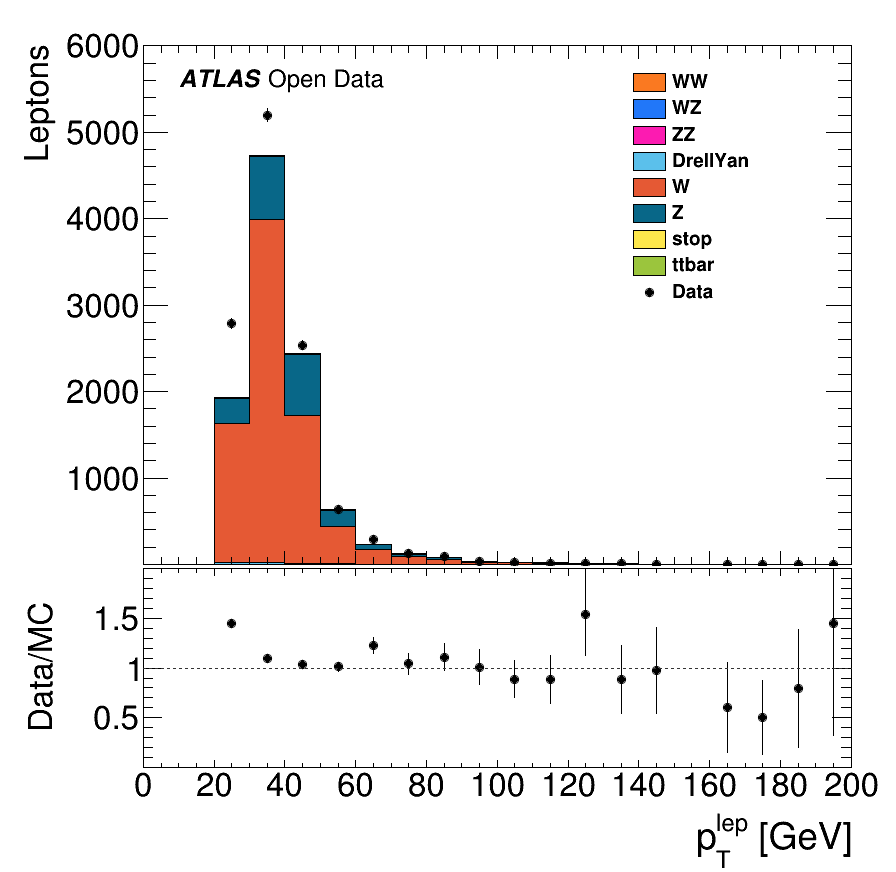 Leptons
6000
5000
4000
3000
2000
1000
ATLAS Open Data
WW
WZ
ZZ
DrellYan
W
Z
stop
ttbar
Data
Data/MC
1.5
1
0.5
0 20 40 60 80 100 120 140 160 180 200
p_T^lep [GeV]